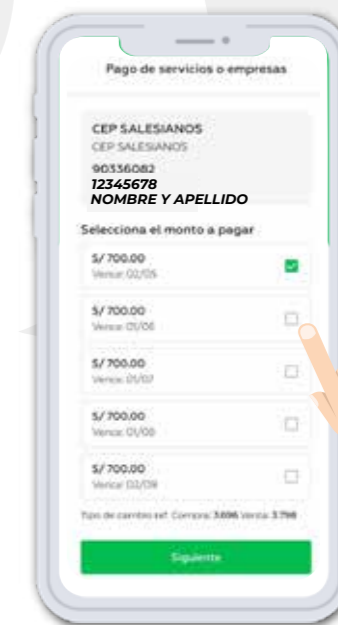 Pago de servicios o empresas
CEP SALESIANOS
CEP SALESIANOS
90336082
12345678
NOMBRE Y APELLIDO
Selecciona el monto a pagar
S/ 700.00
Vence: 02/05
S/ 700.00
Vence: 01/06
S/ 700.00
Vence: 01/07
S/ 700.00
Vence: 01/08
S/ 700.00
Vence: 02/09
Tipo de cambio ref. Compra: 3.696 Venta: 3.798
Siguiente